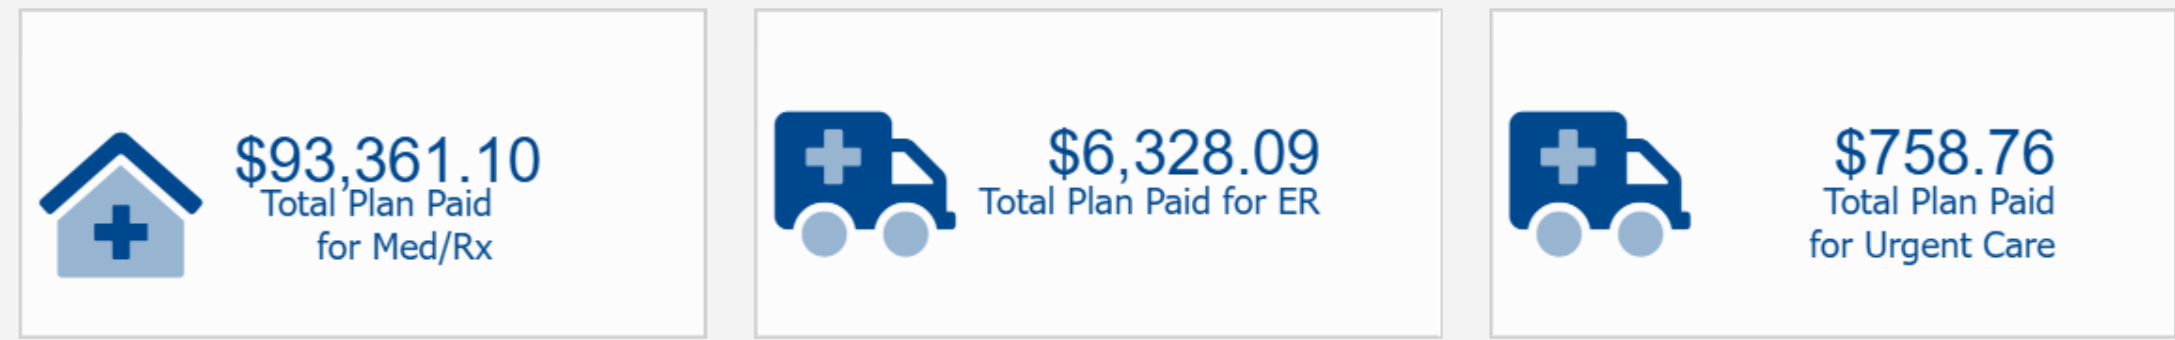 $93,361.10
Total Plan Paid
for Med/Rx
$6,328.09
Total Plan Paid for ER
$758.76
Total Plan Paid
for Urgent Care